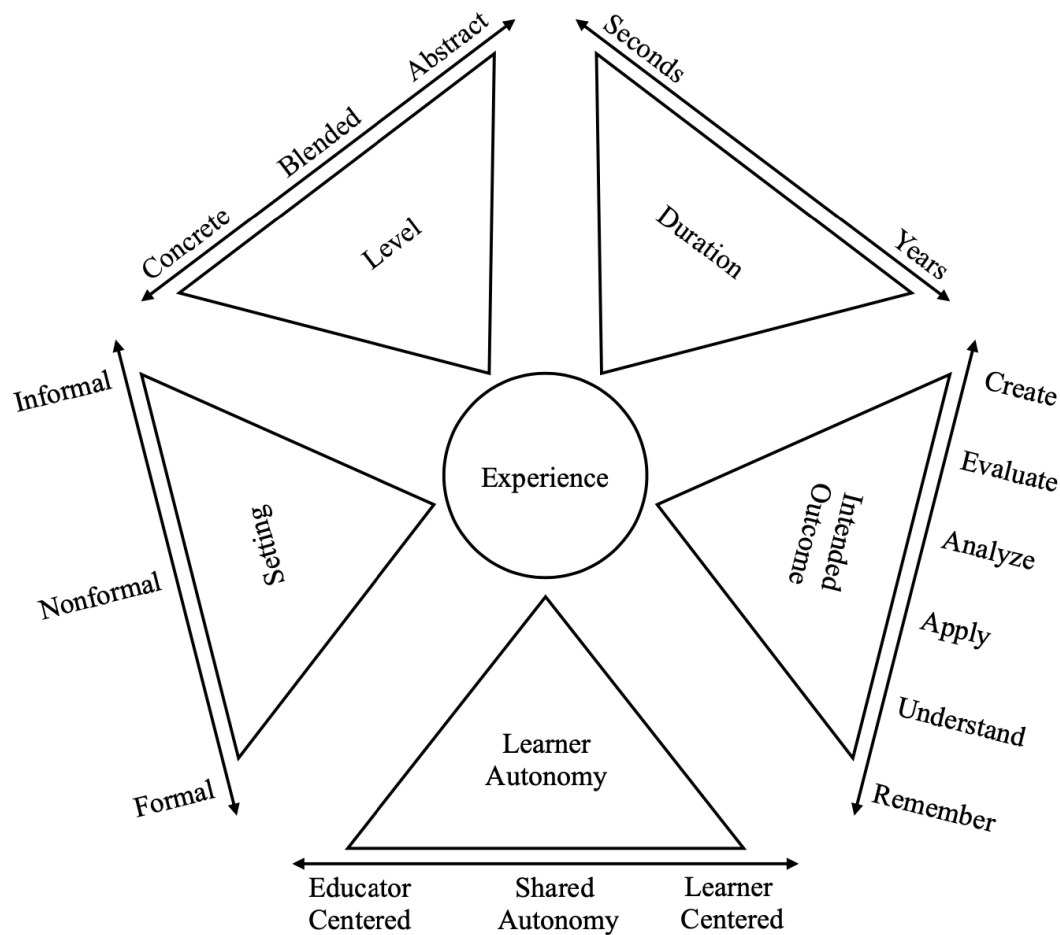 Abstract
Blended
Concrete
Level
Seconds
Years
Duration
Informal
Nonformal
Formal
Setting
Experience
Intended
Outcome
Create
Evaluate
Analyze
Apply
Understand
Remember
Learner
Autonomy
Educator
Centered
Shared
Autonomy
Learner
Centered